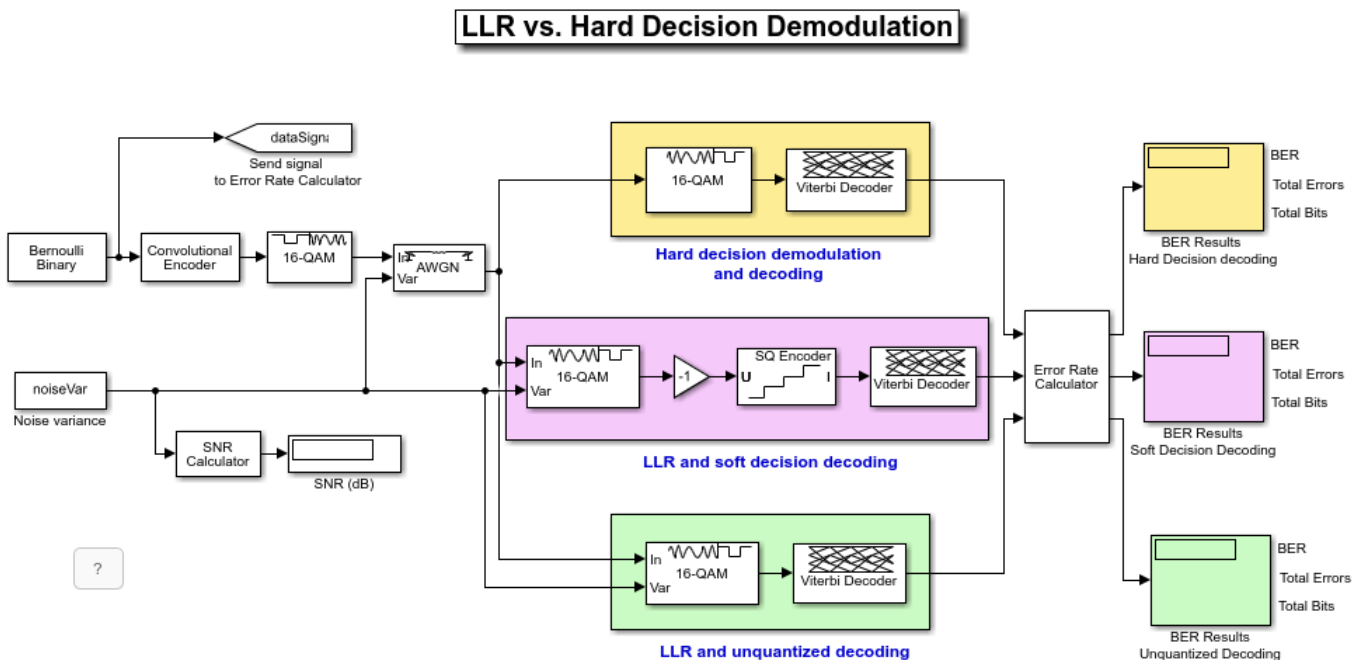 LLR vs. Hard Decision Demodulation
dataSigna
Send signal
to Error Rate Calculator
Bernoulli
Binary
Convolutional
Encoder
16-QAM
In
AWGN
Var
noiseVar
Noise variance
SNR
Calculator
SNR (dB)
?
16-QAM
Viterbi Decoder
Hard decision demodulation
and decoding
In
16-QAM
Var
-1
SQ Encoder
U
I
Viterbi Decoder
LLR and soft decision decoding
In
16-QAM
Var
Viterbi Decoder
LLR and unquantized decoding
Error Rate
Calculator
BER
Total Errors
Total Bits
BER Results
Hard Decision decoding
BER
Total Errors
Total Bits
BER Results
Soft Decision Decoding
BER
Total Errors
Total Bits
BER Results
Unquantized Decoding